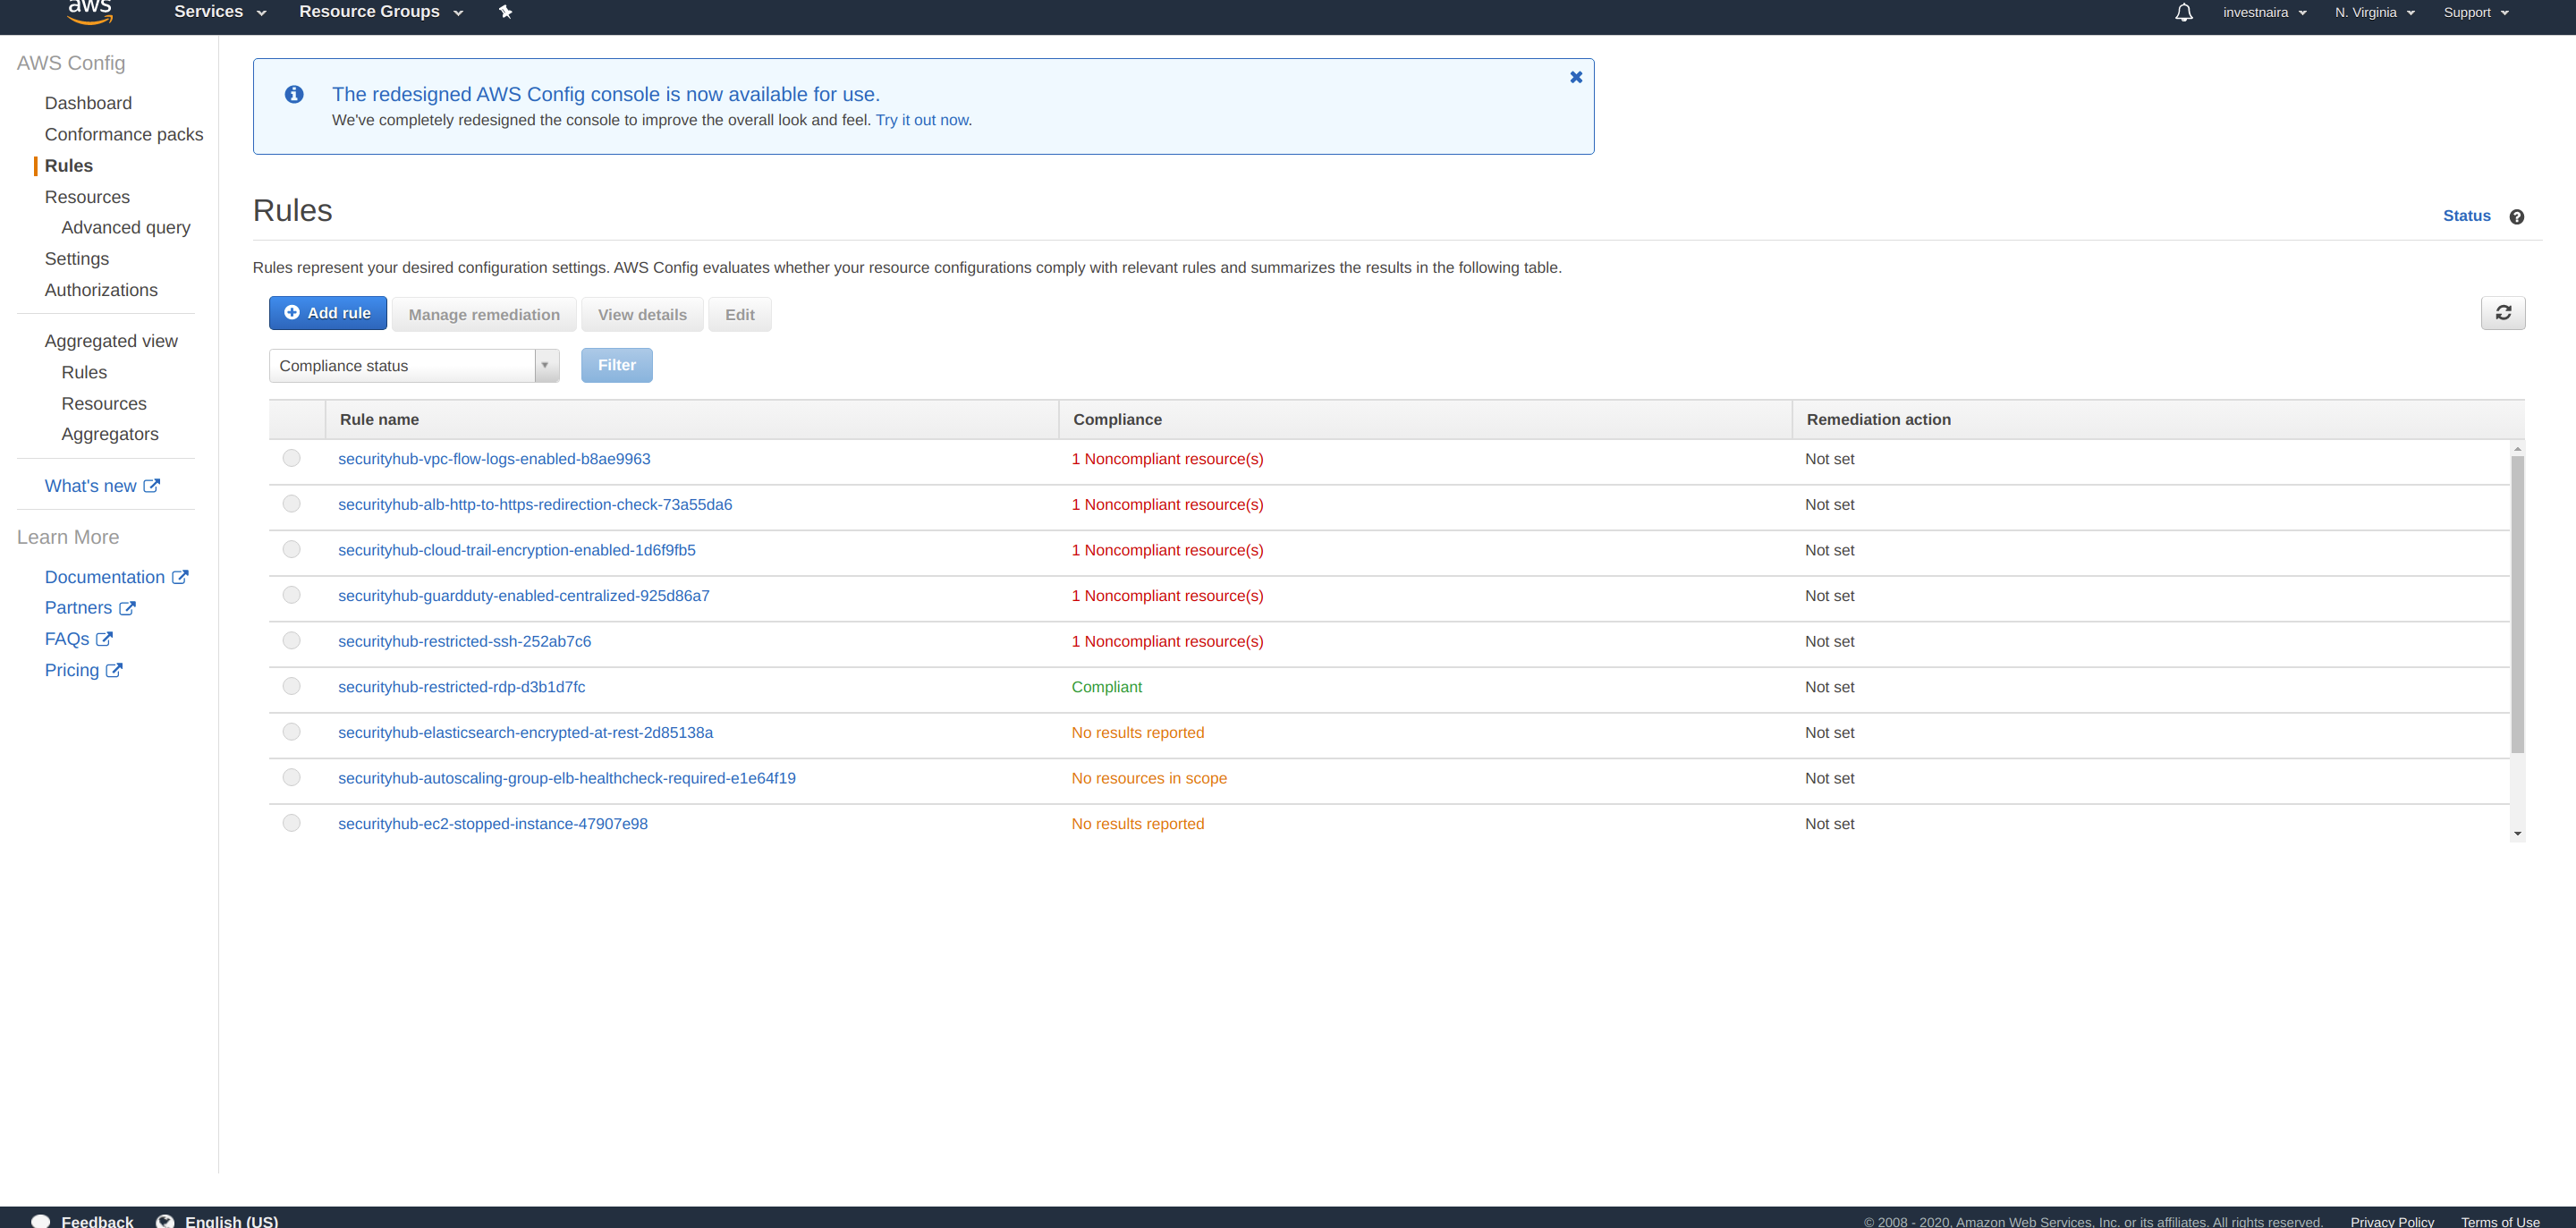 aws Services Resource Groups investnaira N. Virginia Support
AWS Config
Dashboard
Conformance packs
Rules
Resources
Advanced query
Settings
Authorizations
Aggregated view
Rules
Resources
Aggregators
What's new
Learn More
Documentation
Partners
FAQs
Pricing
The redesigned AWS Config console is now available for use.
We've completely redesigned the console to improve the overall look and feel. Try it out now.
Rules Status
Rules represent your desired configuration settings. AWS Config evaluates whether your resource configurations comply with relevant rules and summarizes the results in the following table.
Add rule Manage remediation View details Edit
Compliance status Filter
Rule name Compliance Remediation action
securityhub-vpc-flow-logs-enabled-b8ae9963 1 Noncompliant resource(s) Not set
securityhub-alb-http-to-https-redirection-check-73a55da6 1 Noncompliant resource(s) Not set
securityhub-cloud-trail-encryption-enabled-1d6f9fb5 1 Noncompliant resource(s) Not set
securityhub-guardduty-enabled-centralized-925d86a7 1 Noncompliant resource(s) Not set
securityhub-restricted-ssh-252ab7c6 1 Noncompliant resource(s) Not set
securityhub-restricted-rdp-d3b1d7fc Compliant Not set
securityhub-elasticsearch-encrypted-at-rest-2d85138a No results reported Not set
securityhub-autoscaling-group-elb-healthcheck-required-e1e64f19 No resources in scope Not set
securityhub-ec2-stopped-instance-47907e98 No results reported Not set
Feedback English (US) © 2008 - 2020, Amazon Web Services, Inc. or its affiliates. All rights reserved. Privacy Policy Terms of Use